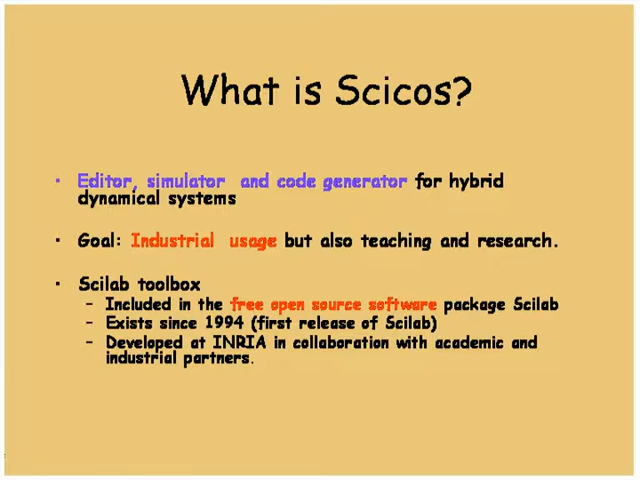 What is Scicos?
• Editor, simulator and code generator for hybrid
dynamical systems
• Goal: Industrial usage but also teaching and research.
• Scilab toolbox
– Included in the free open source software package Scilab
– Exists since 1994 (first release of Scilab)
– Developed at INRIA in collaboration with academic and
industrial partners.